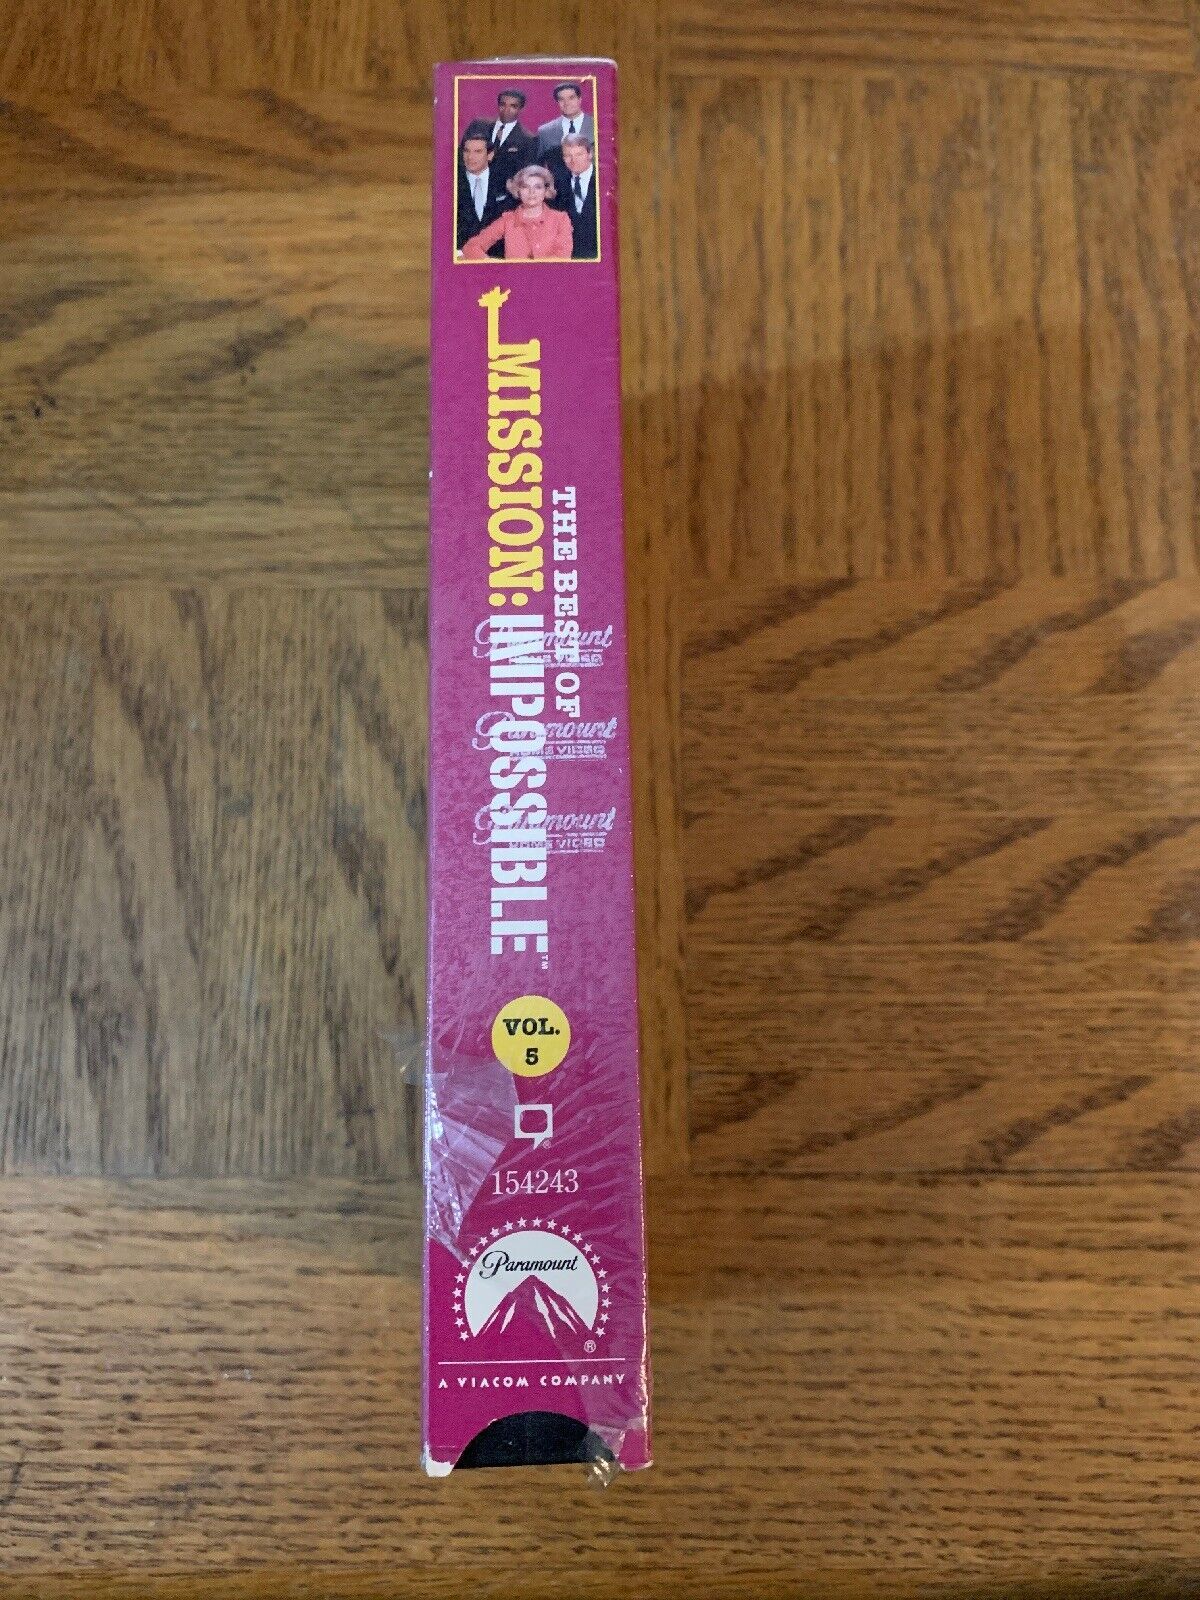 THE BEST OF
MISSION: IMPOSSIBLE™
Paramount
HOME VIDEO
Paramount
HOME VIDEO
Paramount
HOME VIDEO
VOL.
5
®
154243
Paramount
®
A VIACOM COMPANY